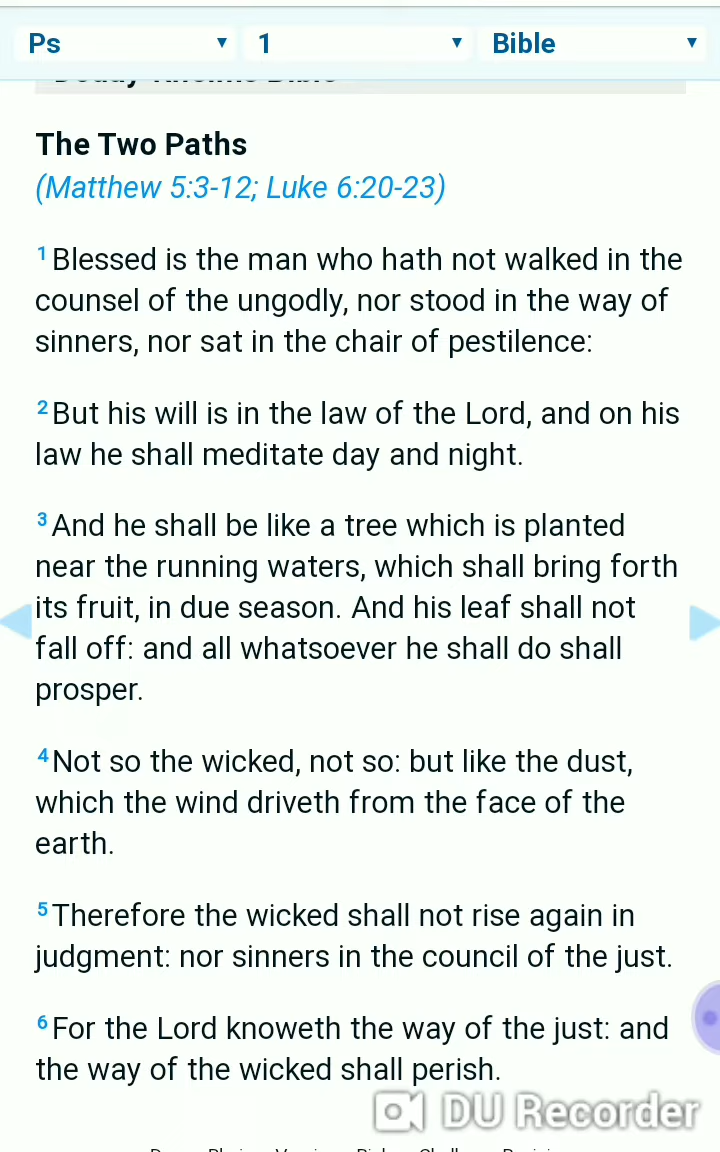 Ps ▼ 1 ▼ Bible ▼
The Two Paths
(Matthew 5:3-12; Luke 6:20-23)
1 Blessed is the man who hath not walked in the
counsel of the ungodly, nor stood in the way of
sinners, nor sat in the chair of pestilence:
2 But his will is in the law of the Lord, and on his
law he shall meditate day and night.
3 And he shall be like a tree which is planted
near the running waters, which shall bring forth
its fruit, in due season. And his leaf shall not
fall off: and all whatsoever he shall do shall
prosper.
4 Not so the wicked, not so: but like the dust,
which the wind driveth from the face of the
earth.
5 Therefore the wicked shall not rise again in
judgment: nor sinners in the council of the just.
6 For the Lord knoweth the way of the just: and
the way of the wicked shall perish.
DU Recorder